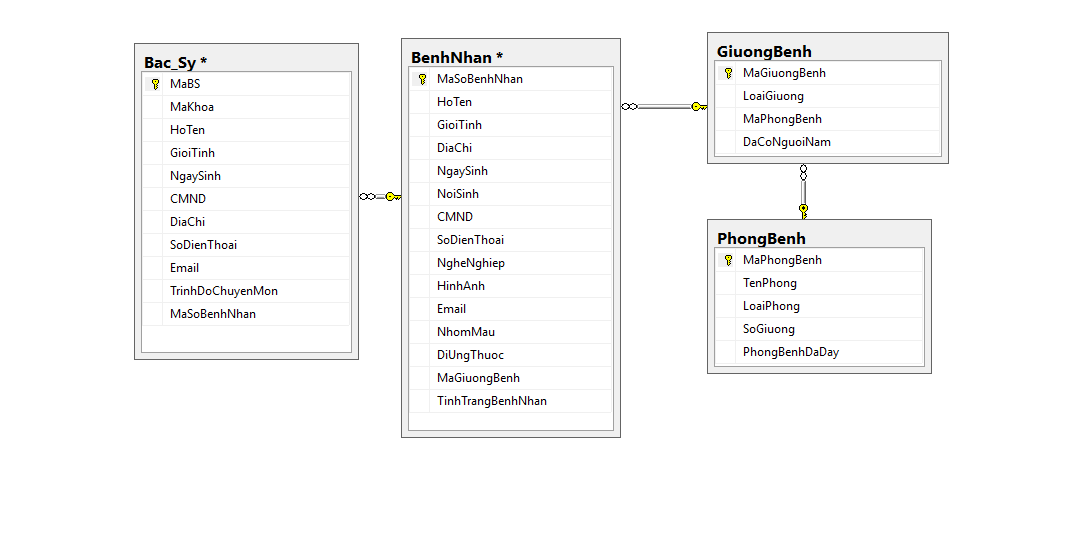 Bac_Sy *
MaBS
MaKhoa
HoTen
GioiTinh
NgaySinh
CMND
DiaChi
SoDienThoai
Email
TrinhDoChuyenMon
MaSoBenhNhan
BenhNhan *
MaSoBenhNhan
HoTen
GioiTinh
DiaChi
NgaySinh
NoiSinh
CMND
SoDienThoai
NgheNghiep
HinhAnh
Email
NhomMau
DiUngThuoc
MaGiuongBenh
TinhTrangBenhNhan
GiuongBenh
MaGiuongBenh
LoaiGiuong
MaPhongBenh
DaCoNguoiNam
PhongBenh
MaPhongBenh
TenPhong
LoaiPhong
SoGiuong
PhongBenhDaDay